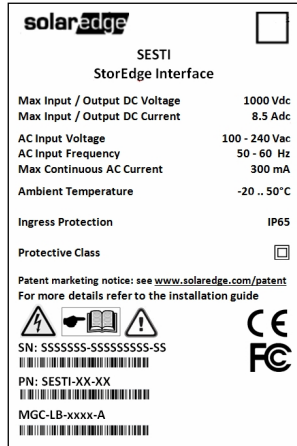 solaredge
SESTI
StorEdge Interface
Max Input / Output DC Voltage 1000 Vdc
Max Input / Output DC Current 8.5 Adc
AC Input Voltage 100 - 240 Vac
AC Input Frequency 50 - 60 Hz
Max Continuous AC Current 300 mA
Ambient Temperature -20 .. 50°C
Ingress Protection IP65
Protective Class
Patent marketing notice: see www.solaredge.com/patent
For more details refer to the installation guide
CE
SN: SSSSSSS-SSSSSSSSS-SS
FC
PN: SESTI-XX-XX
MGC-LB-xxxx-A